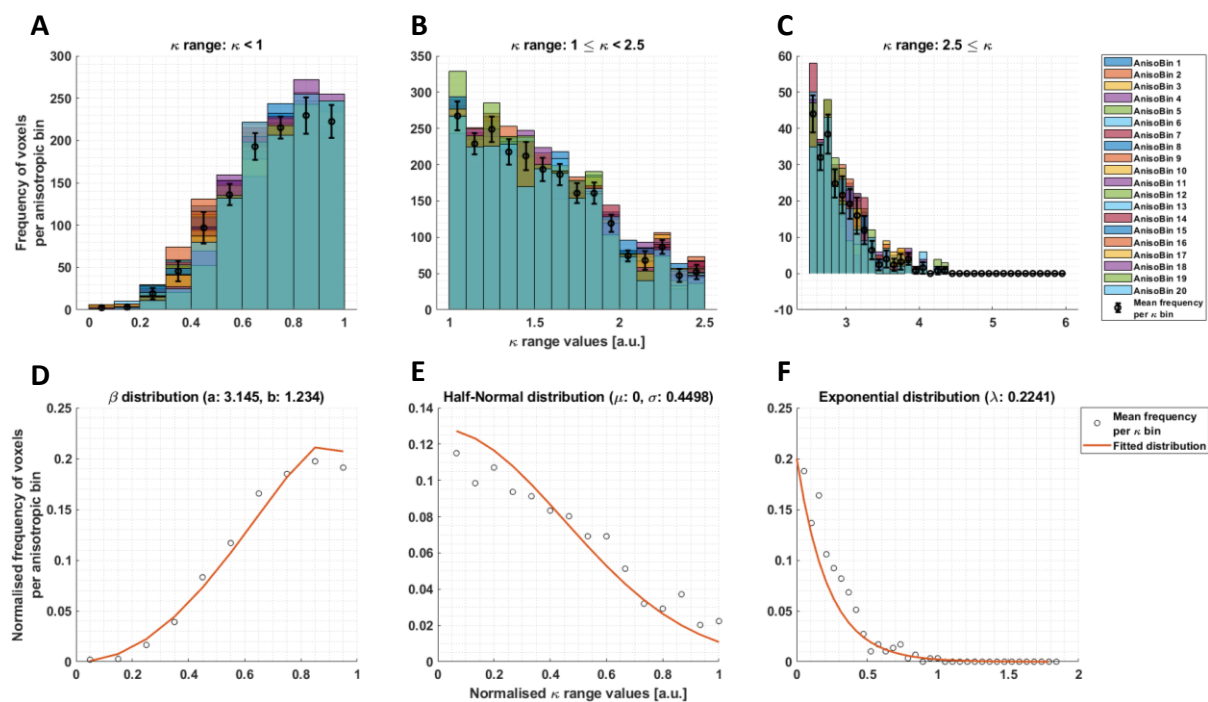 A
κ range: κ < 1
Frequency of voxels
per anisotropic bin
300
250
200
150
100
50
0
0
0.2
0.4
0.6
0.8
1
B
κ range: 1 ≤ κ < 2.5
350
300
250
200
150
100
50
0
1
1.5
2
2.5
κ range values [a.u.]
C
κ range: 2.5 ≤ κ
60
50
40
30
20
10
0
-10
3
4
5
6
AnisoBin 1
AnisoBin 2
AnisoBin 3
AnisoBin 4
AnisoBin 5
AnisoBin 6
AnisoBin 7
AnisoBin 8
AnisoBin 9
AnisoBin 10
AnisoBin 11
AnisoBin 12
AnisoBin 13
AnisoBin 14
AnisoBin 15
AnisoBin 16
AnisoBin 17
AnisoBin 18
AnisoBin 19
AnisoBin 20
Mean frequency
per κ bin
D
β distribution (a: 3.145, b: 1.234)
Normalised frequency of voxels
per anisotropic bin
0.25
0.2
0.15
0.1
0.05
0
0
0.2
0.4
0.6
0.8
1
E
Half-Normal distribution (μ: 0, σ: 0.4498)
0.14
0.12
0.1
0.08
0.06
0.04
0.02
0
0
0.2
0.4
0.6
0.8
1
Normalised κ range values [a.u.]
F
Exponential distribution (λ: 0.2241)
0.25
0.2
0.15
0.1
0.05
0
0
0.5
1
1.5
2
Mean frequency
per κ bin
Fitted distribution